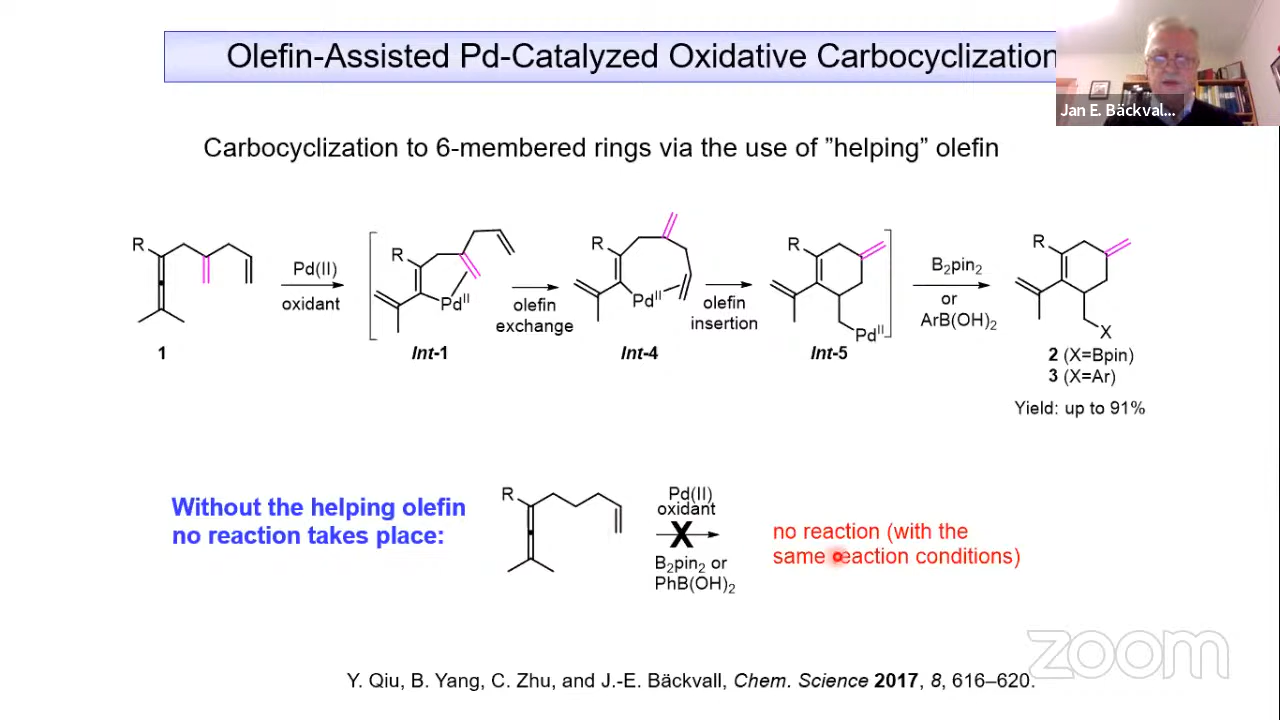 Olefin-Assisted Pd-Catalyzed Oxidative Carbocyclization
Jan E. Bäckval...
Carbocyclization to 6-membered rings via the use of ”helping” olefin
R
Pd(II)
oxidant
1
R
Pd^II
Int-1
olefin
exchange
R
Pd^II
Int-4
olefin
insertion
R
Pd^II
Int-5
B₂pin₂
or
ArB(OH)₂
R
X
2 (X=Bpin)
3 (X=Ar)
Yield: up to 91%
Without the helping olefin
no reaction takes place:
R
Pd(II)
oxidant
X
B₂pin₂ or
PhB(OH)₂
no reaction (with the
same reaction conditions)
zoom
Y. Qiu, B. Yang, C. Zhu, and J.-E. Bäckvall, Chem. Science 2017, 8, 616–620.